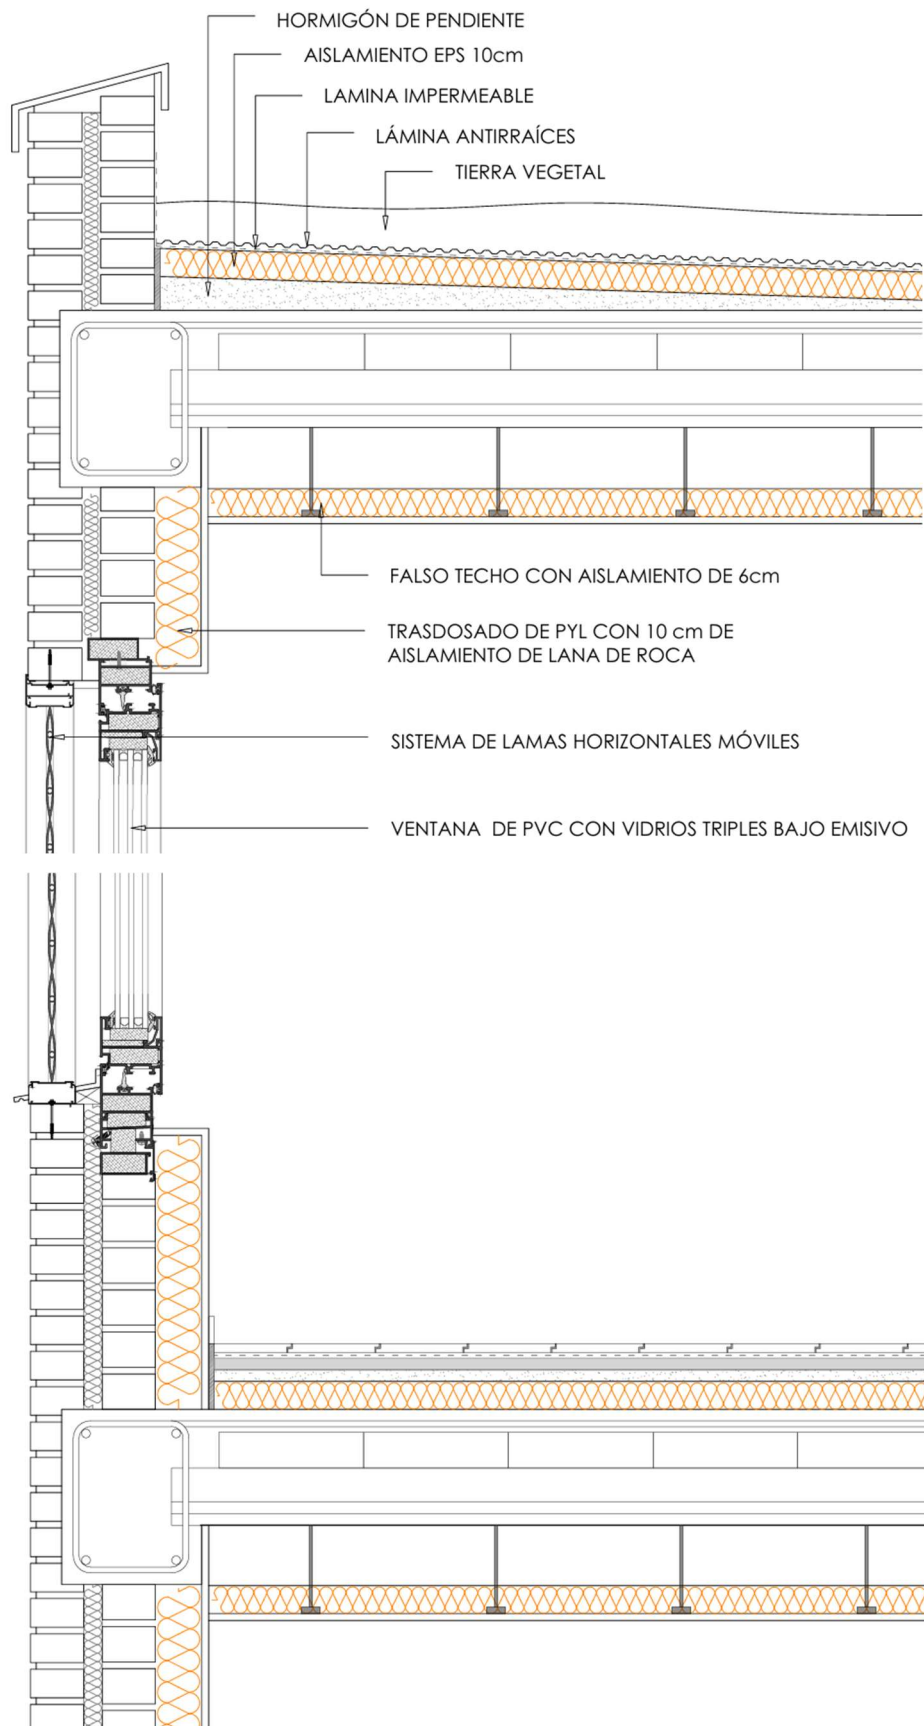 HORMIGÓN DE PENDIENTE
AISLAMIENTO EPS 10cm
LAMINA IMPERMEABLE
LÁMINA ANTIRRAÍCES
TIERRA VEGETAL
FALSO TECHO CON AISLAMIENTO DE 6cm
TRASDOSADO DE PYL CON 10 cm DE
AISLAMIENTO DE LANA DE ROCA
SISTEMA DE LAMAS HORIZONTALES MÓVILES
VENTANA DE PVC CON VIDRIOS TRIPLES BAJO EMISIVO